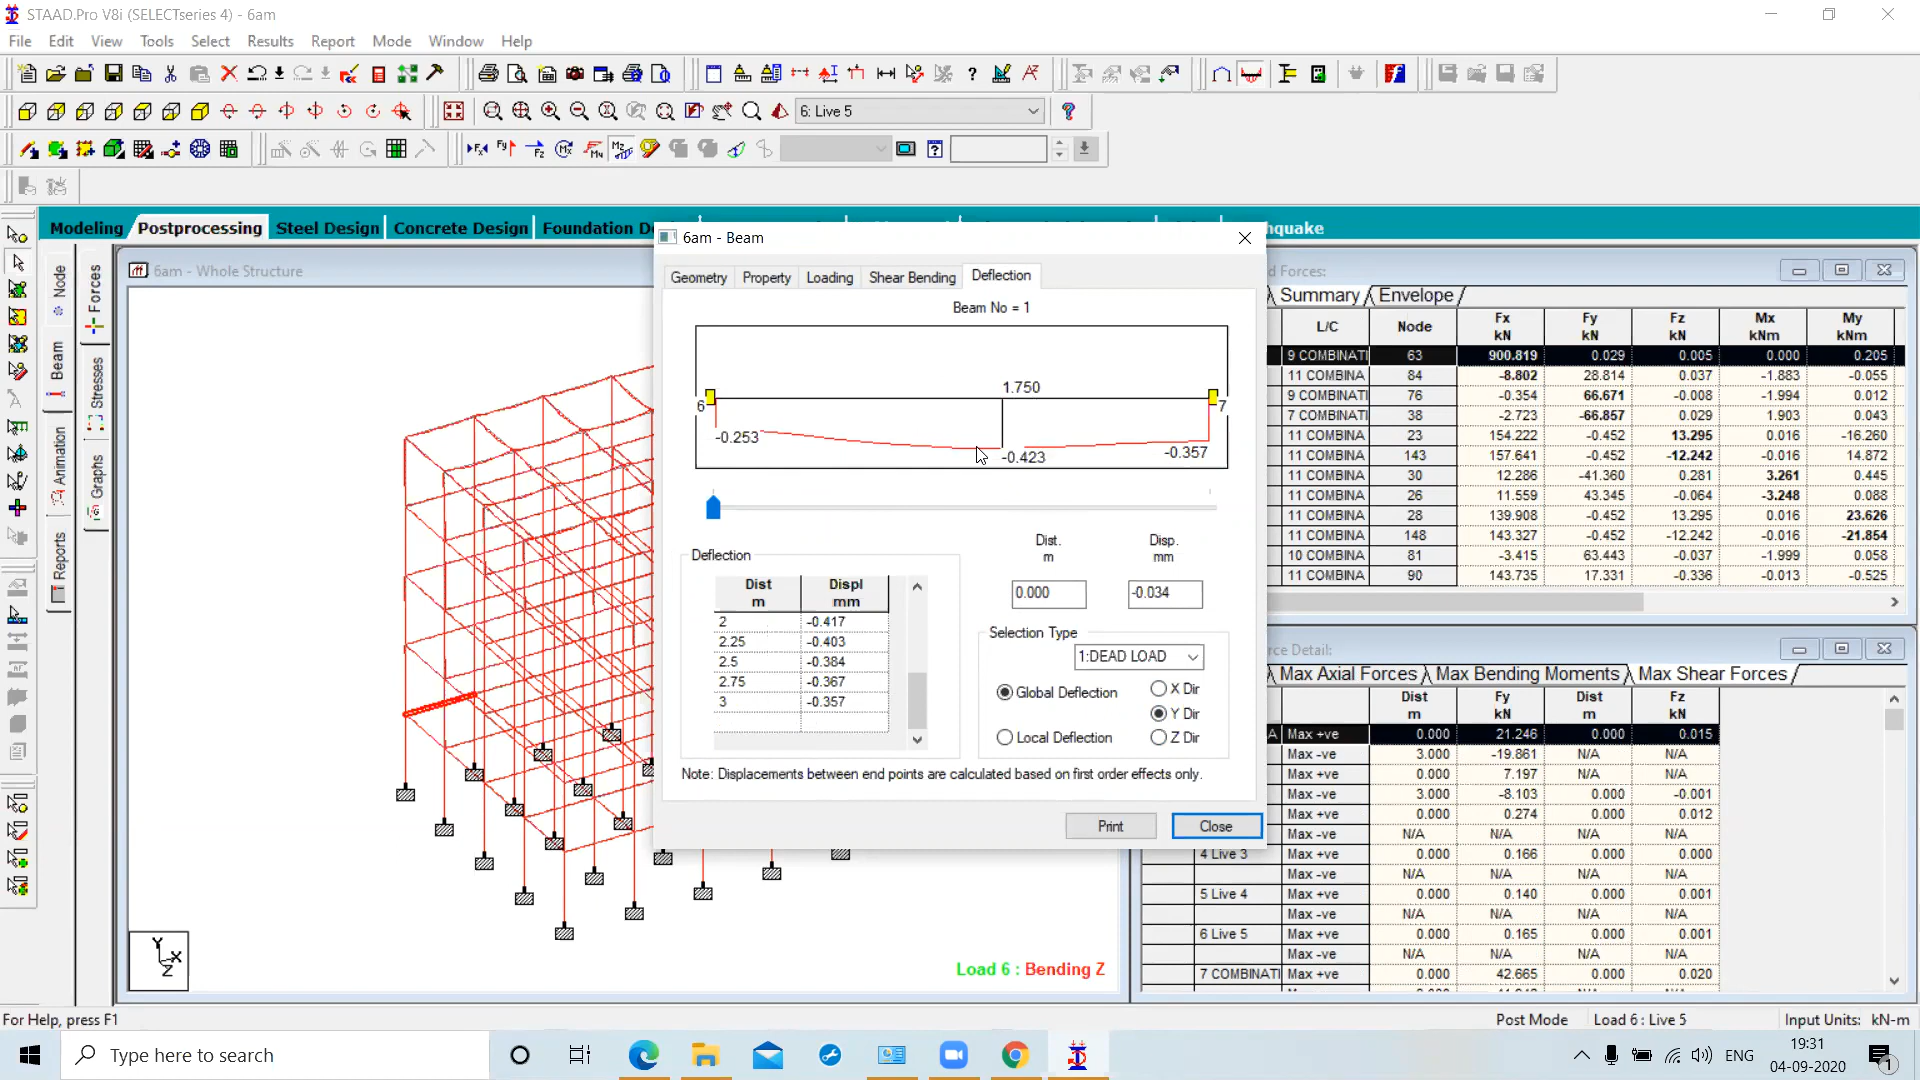 STAAD.Pro V8i (SELECTseries 4) - 6am
File Edit View Tools Select Results Report Mode Window Help
6: Live 5
Modeling Postprocessing Steel Design Concrete Design Foundation De hquake
6am - Whole Structure
Node
Beam
Animation
Reports
Forces
Stresses
Graphs
Load 6 : Bending Z
Y
X
Z
6am - Beam
Geometry Property Loading Shear Bending Deflection
Beam No = 1
1.750
6
7
-0.253
-0.423
-0.357
Deflection
Dist m Displ mm
2 -0.417
2.25 -0.403
2.5 -0.384
2.75 -0.367
3 -0.357
Dist. m Disp. mm
0.000 -0.034
Selection Type
1:DEAD LOAD
Global Deflection X Dir
Y Dir
Local Deflection Z Dir
Note: Displacements between end points are calculated based on first order effects only.
Print Close
d Forces:
Summary Envelope
L/C Node Fx kN Fy kN Fz kN Mx kNm My kNm
9 COMBINATI 63 900.819 0.029 0.005 0.000 0.205
11 COMBINA 84 -8.802 28.814 0.037 -1.883 -0.055
9 COMBINATI 76 -0.354 66.671 -0.008 -1.994 0.012
7 COMBINATI 38 -2.723 -66.857 0.029 1.903 0.043
11 COMBINA 23 154.222 -0.452 13.295 0.016 -16.260
11 COMBINA 143 157.641 -0.452 -12.242 -0.016 14.872
11 COMBINA 30 12.286 -41.360 0.281 3.261 0.445
11 COMBINA 26 11.559 43.345 -0.064 -3.248 0.088
11 COMBINA 28 139.908 -0.452 13.295 0.016 23.626
11 COMBINA 148 143.327 -0.452 -12.242 -0.016 -21.854
10 COMBINA 81 -3.415 63.443 -0.037 -1.999 0.058
11 COMBINA 90 143.735 17.331 -0.336 -0.013 -0.525
rce Detail:
Max Axial Forces Max Bending Moments Max Shear Forces
Dist m Fy kN Dist m Fz kN
A Max +ve 0.000 21.246 0.000 0.015
Max -ve 3.000 -19.861 N/A N/A
Max +ve 0.000 7.197 N/A N/A
Max -ve 3.000 -8.103 0.000 -0.001
Max +ve 0.000 0.274 0.000 0.012
Max -ve N/A N/A N/A N/A
4 Live 3 Max +ve 0.000 0.166 0.000 0.000
Max -ve N/A N/A N/A N/A
5 Live 4 Max +ve 0.000 0.140 0.000 0.001
Max -ve N/A N/A N/A N/A
6 Live 5 Max +ve 0.000 0.165 0.000 0.001
Max -ve N/A N/A N/A N/A
7 COMBINATI Max +ve 0.000 42.665 0.000 0.020
For Help, press F1
Post Mode Load 6 : Live 5 Input Units: kN-m
Type here to search
ENG
19:31
04-09-2020
1